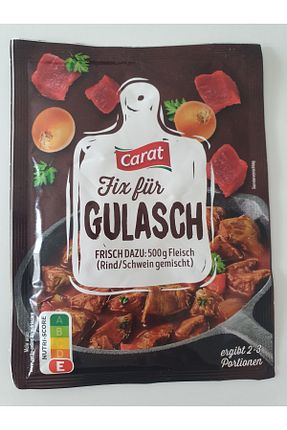 Carat
Fix für
GULASCH
FRISCH DAZU: 500 g Fleisch
(Rind/Schwein gemischt)
NUTRI-SCORE
A
B
C
D
E
ergibt 2-3
Portionen